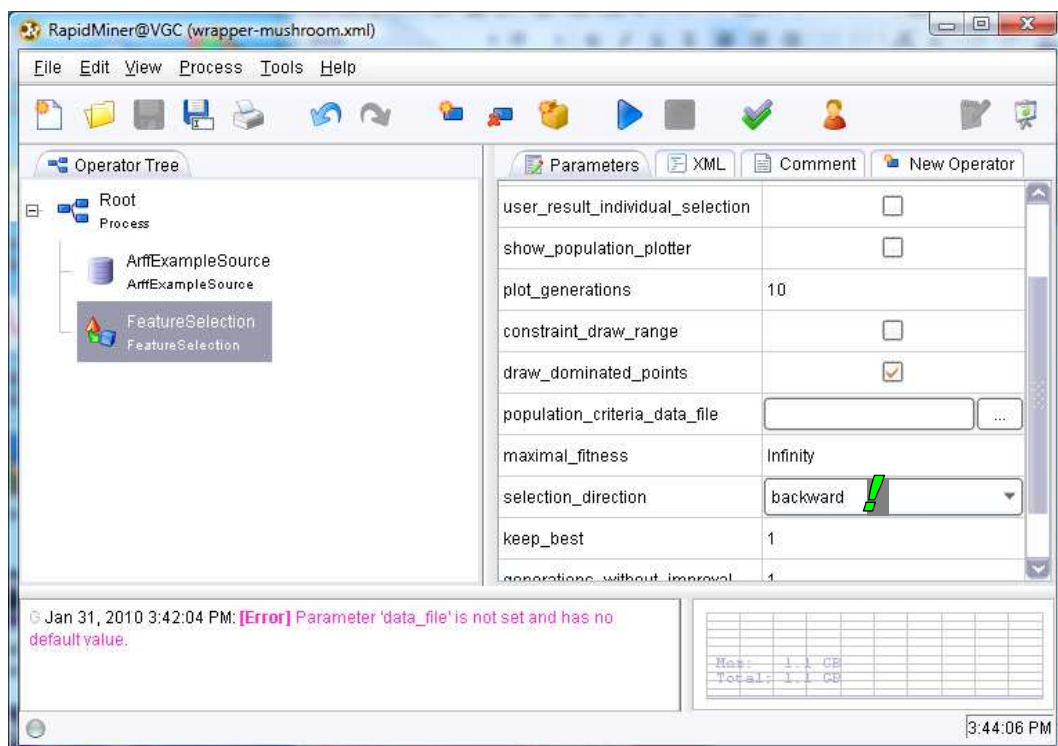 RapidMiner@VGC (wrapper-mushroom.xml)
File Edit View Process Tools Help
Operator Tree
Root
Process
ArffExampleSource
ArffExampleSource
FeatureSelection
FeatureSelection
Parameters XML Comment New Operator
user_result_individual_selection
show_population_plotter
plot_generations 10
constraint_draw_range
draw_dominated_points
population_criteria_data_file ...
maximal_fitness Infinity
selection_direction backward !
keep_best 1
generations_without_improval 1
G Jan 31, 2010 3:42:04 PM: [Error] Parameter 'data_file' is not set and has no
default value.
Max: 1.1 GB
Total: 1.1 GB
3:44:06 PM